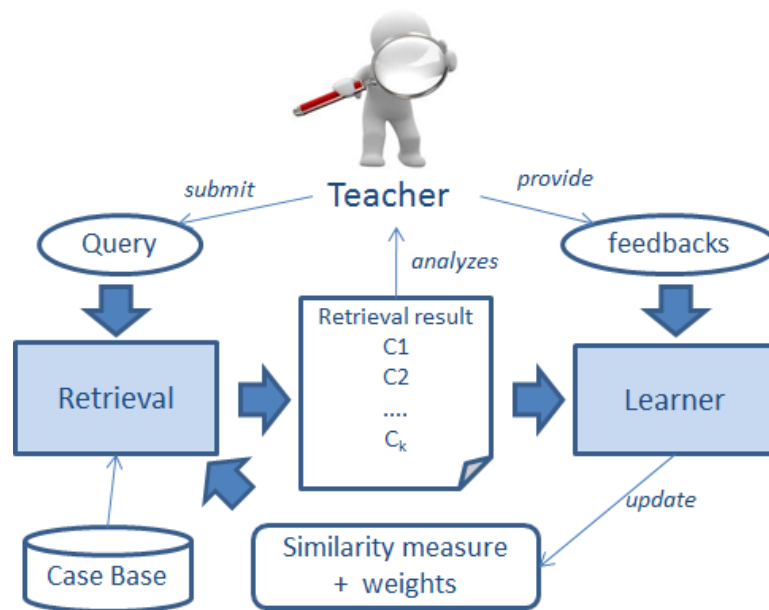 submit
provide
Teacher
Query
feedbacks
analyzes
Retrieval result
C1
C2
....
Ck
Retrieval
Learner
update
Similarity measure
+ weights
Case Base